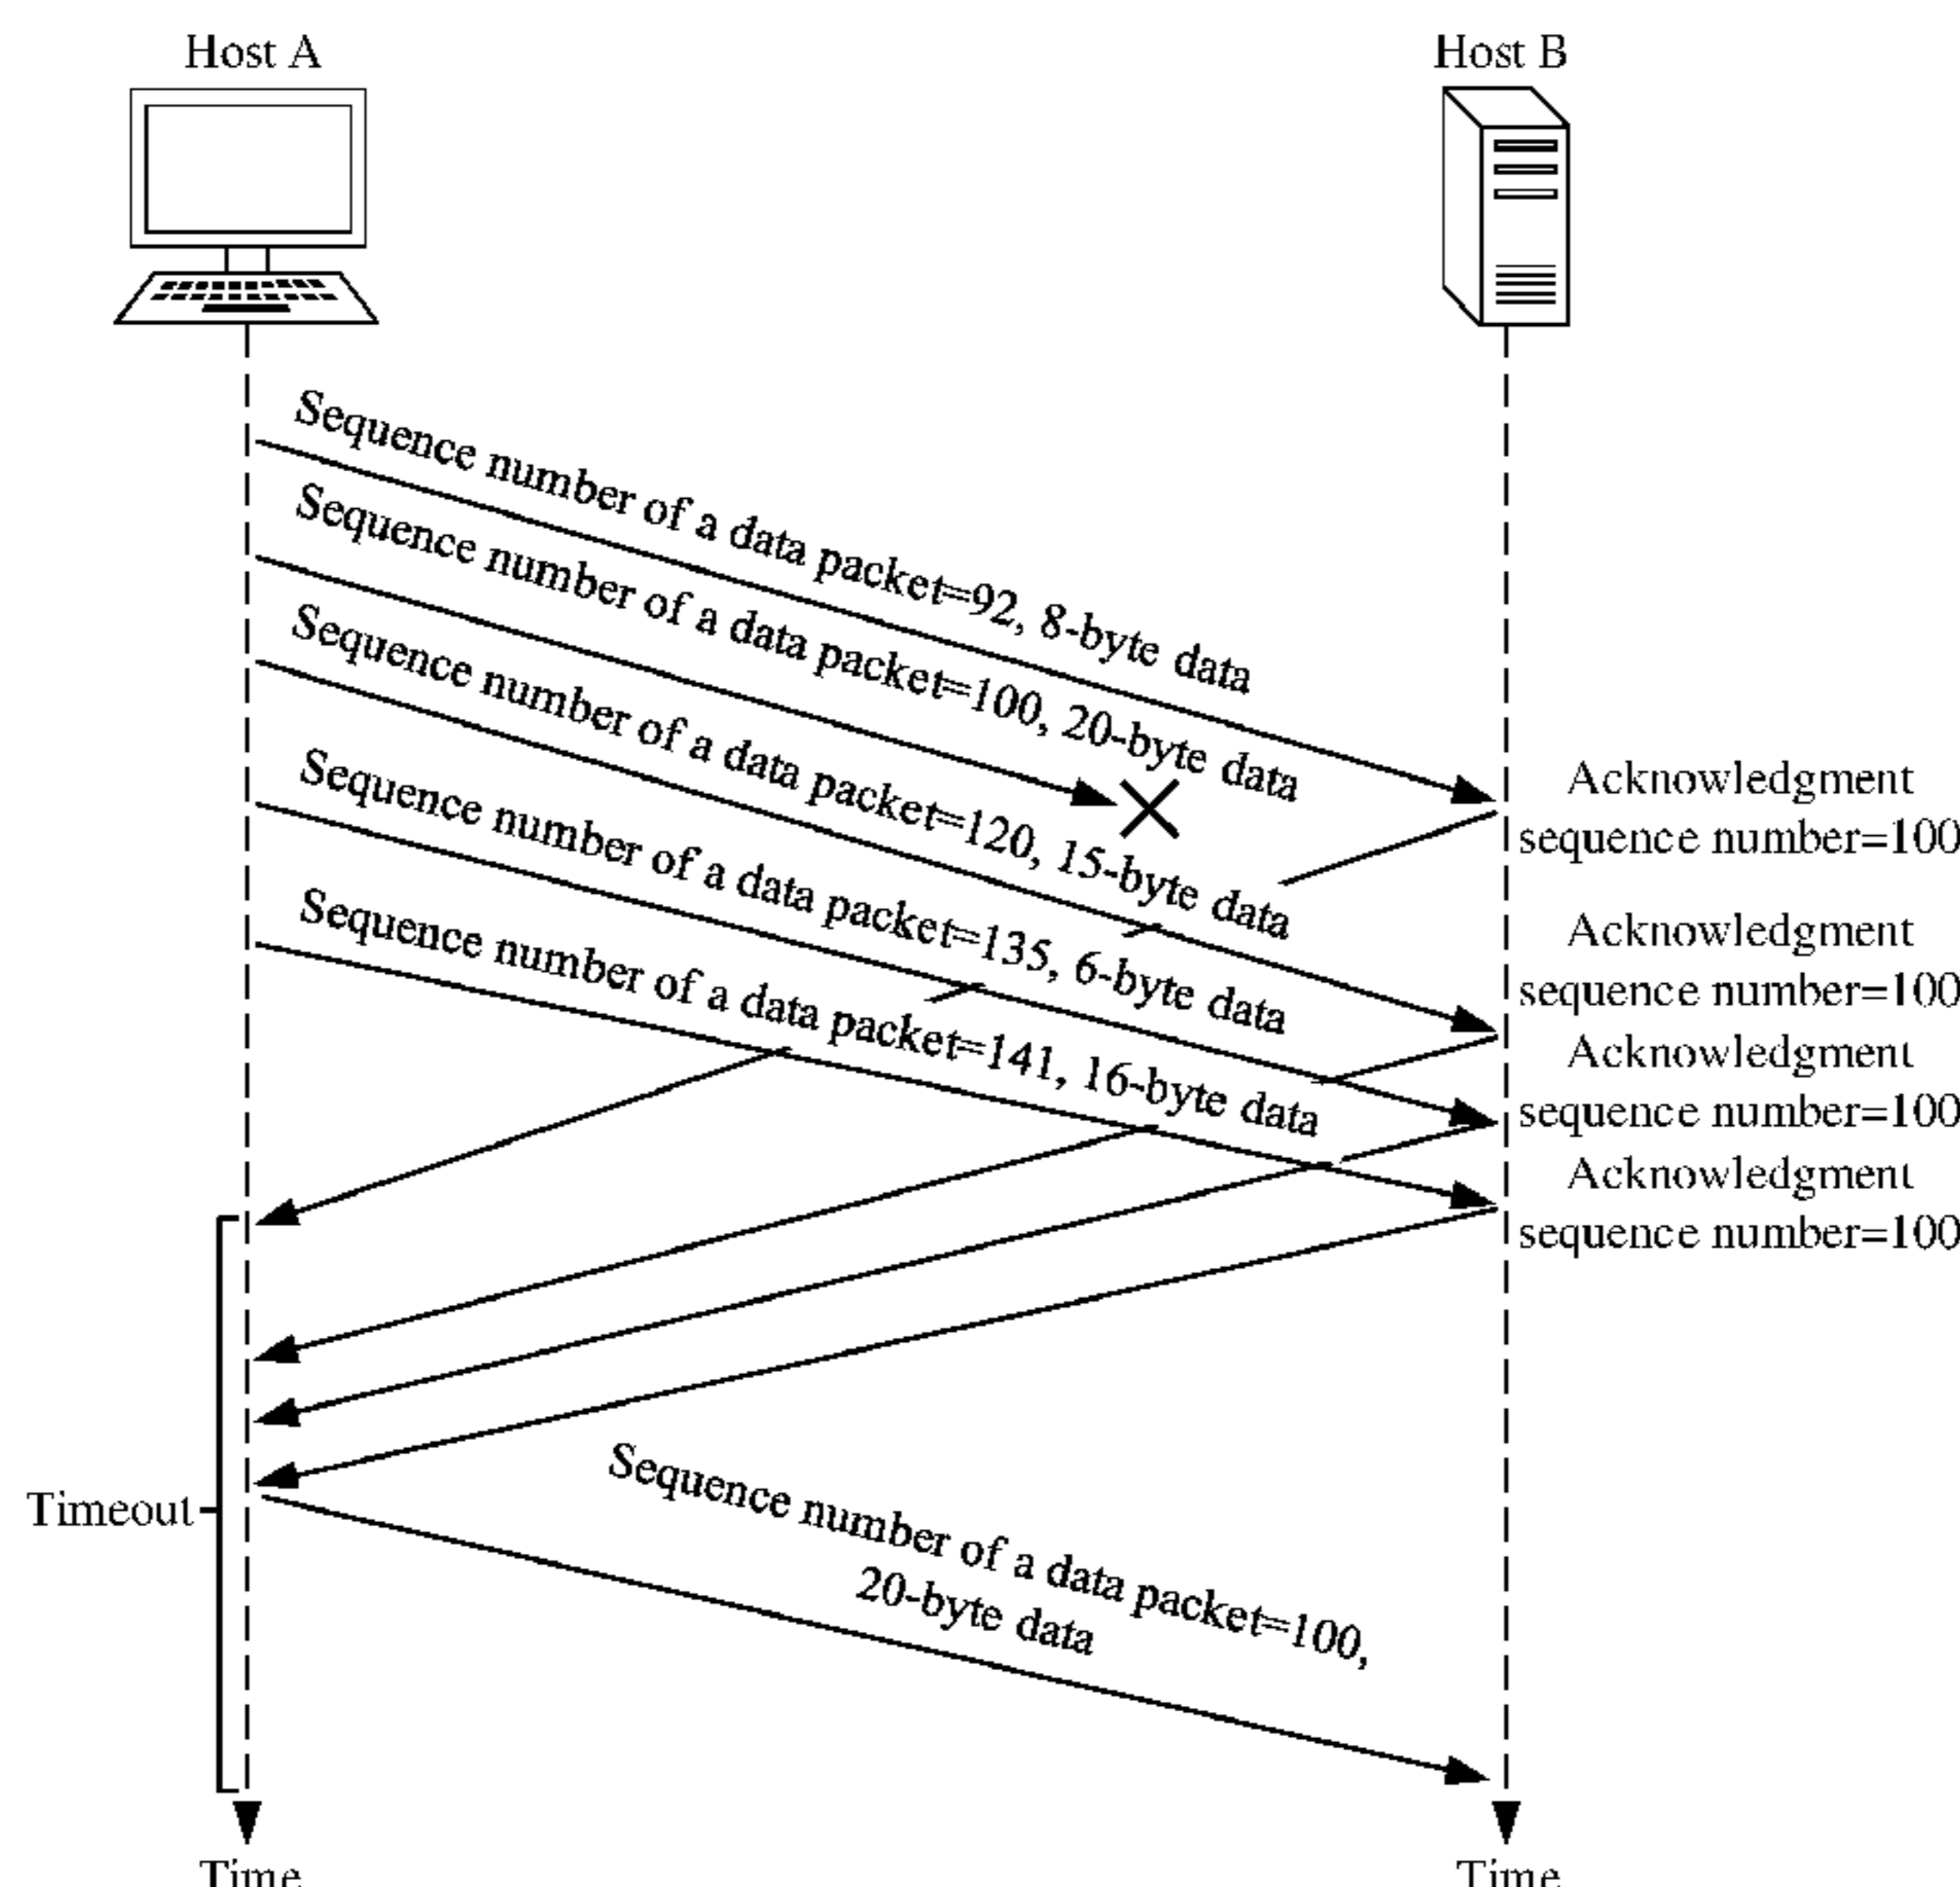 Host A
Host B
Sequence number of a data packet=92, 8-byte data
Sequence number of a data packet=100, 20-byte data
Sequence number of a data packet=120, 15-byte data
Sequence number of a data packet=135, 6-byte data
Sequence number of a data packet=141, 16-byte data
Acknowledgment
sequence number=100
Acknowledgment
sequence number=100
Acknowledgment
sequence number=100
Acknowledgment
sequence number=100
Timeout
Sequence number of a data packet=100,
20-byte data
Time
Time